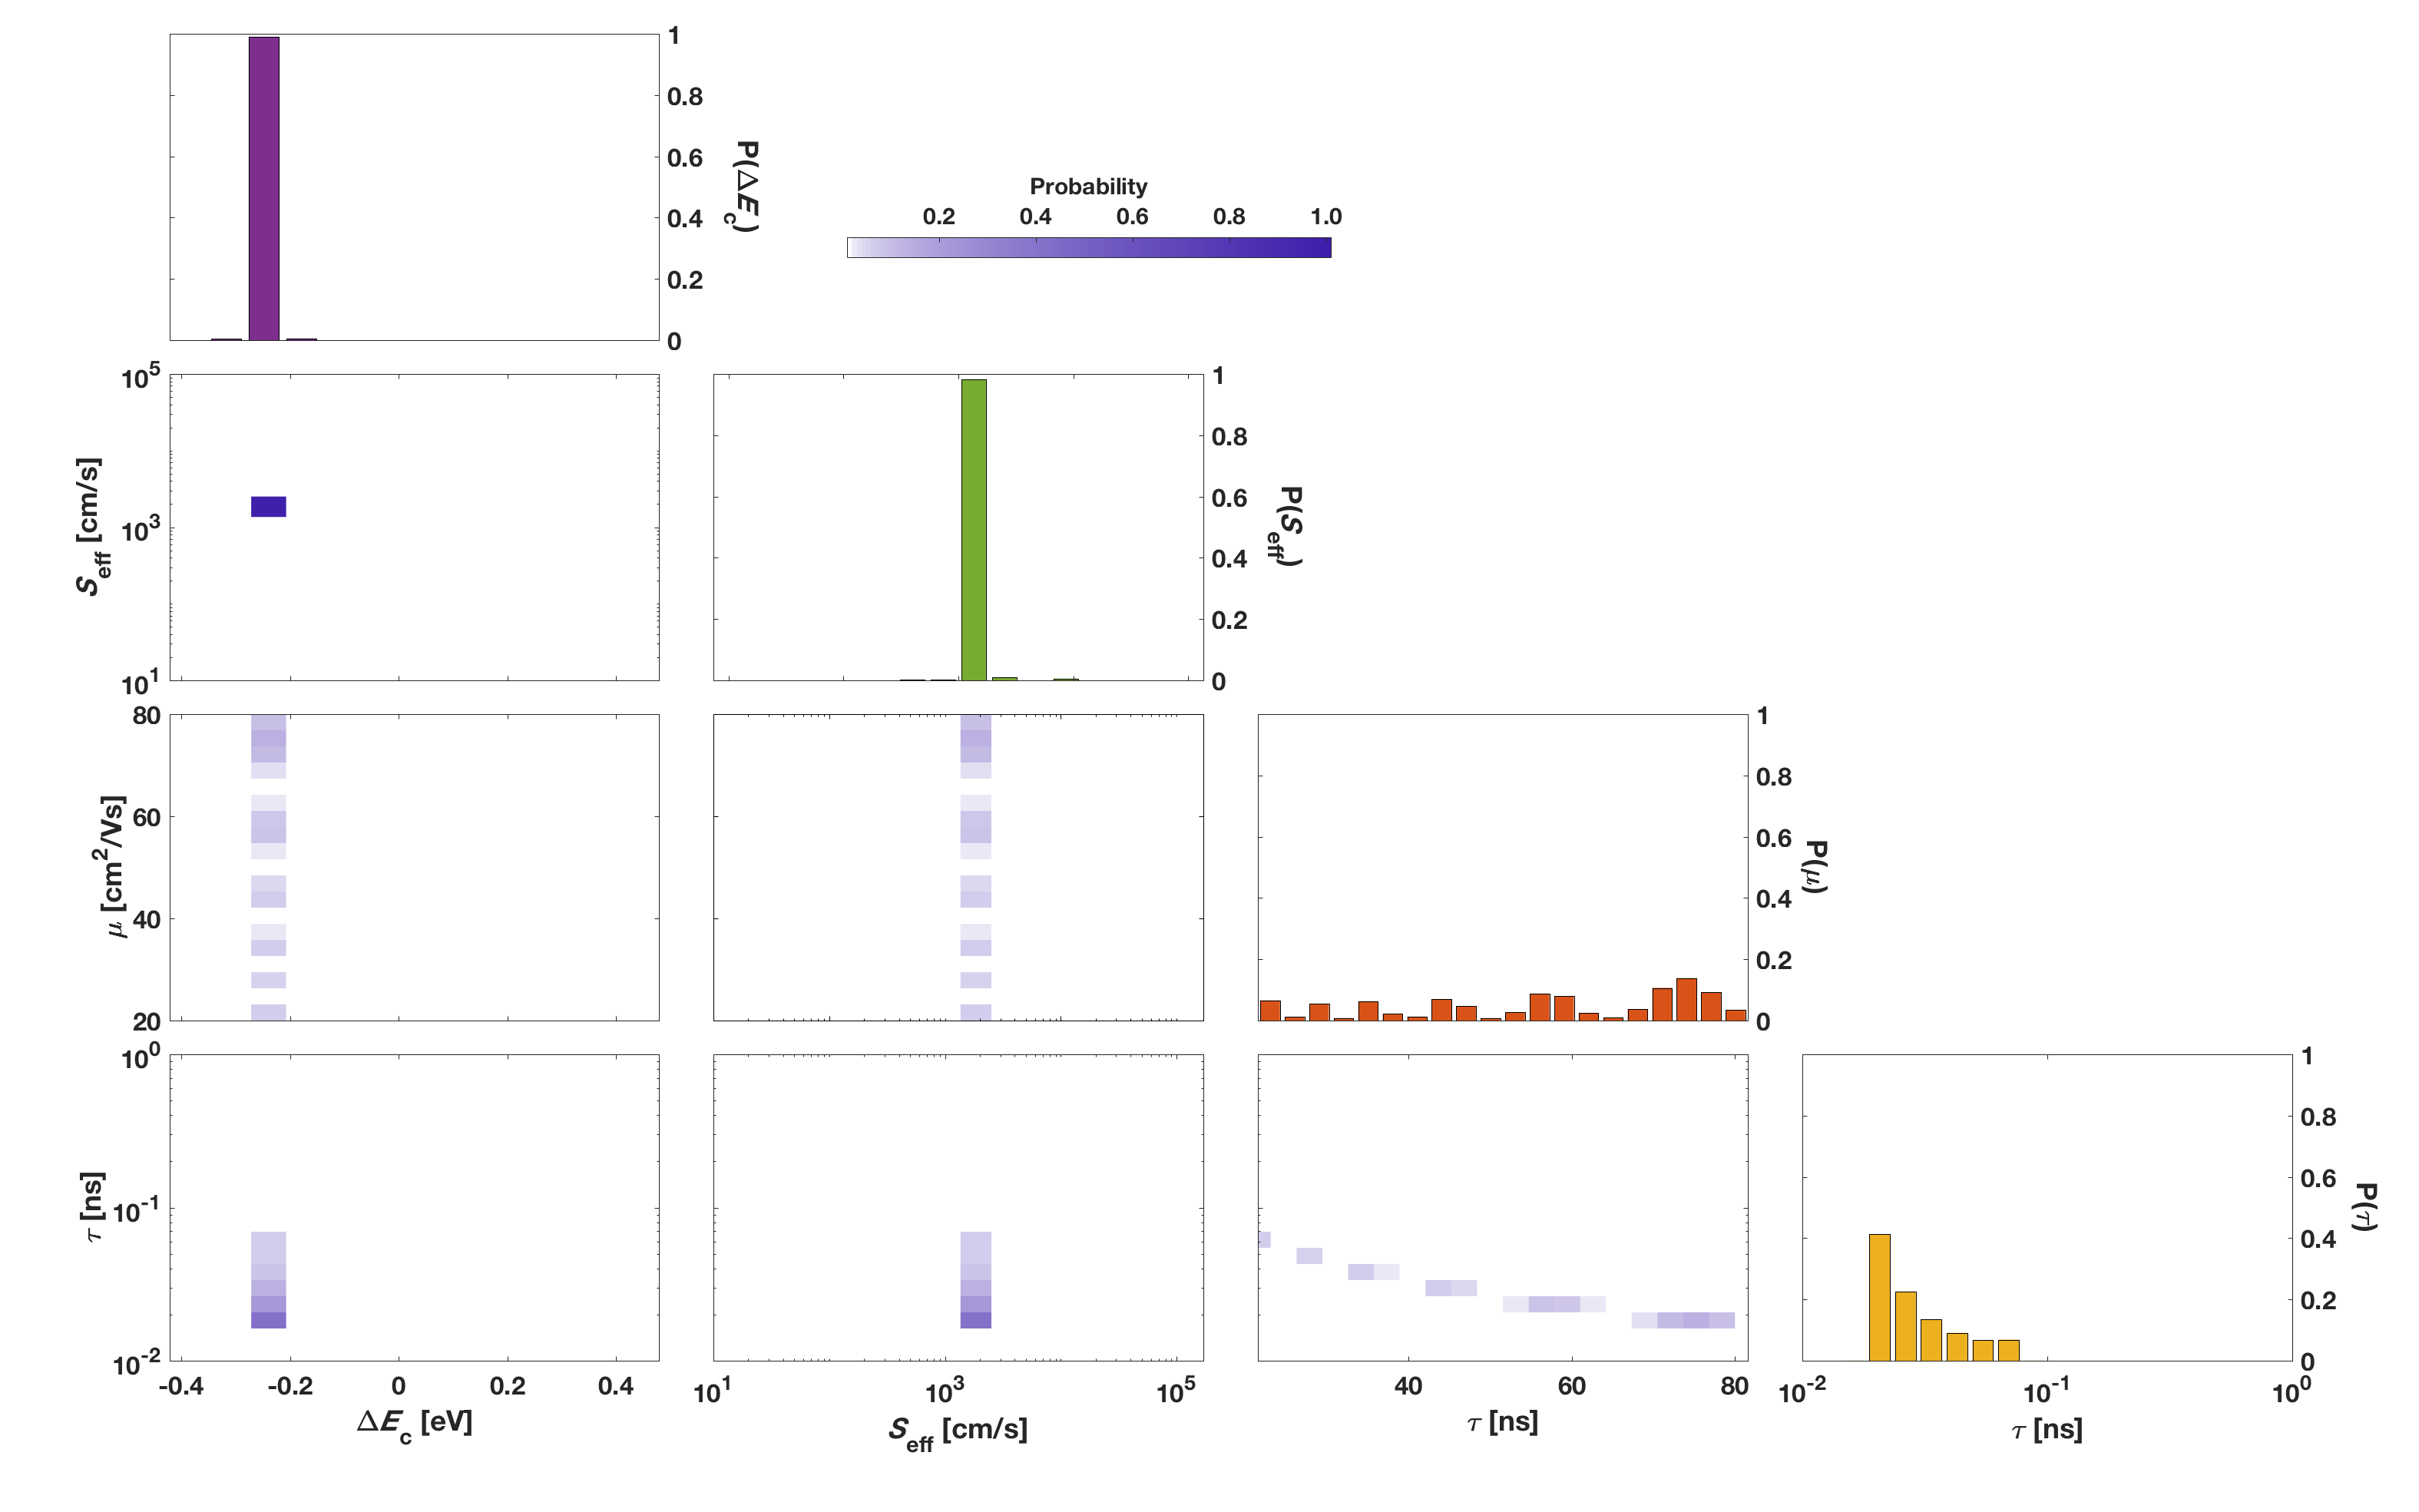 1
0.8
0.6
0.4
0.2
0
P(ΔE_c)
Probability
0.2 0.4 0.6 0.8 1.0
10^5
10^3
10^1
S_eff [cm/s]
1
0.8
0.6
0.4
0.2
0
P(S_eff)
80
60
40
20
μ [cm^2/Vs]
1
0.8
0.6
0.4
0.2
0
P(μ)
10^0
10^-1
10^-2
τ [ns]
-0.4 -0.2 0 0.2 0.4
ΔE_c [eV]
10^1 10^3 10^5
S_eff [cm/s]
40 60 80
τ [ns]
10^-2 10^-1 10^0
τ [ns]
1
0.8
0.6
0.4
0.2
0
P(τ)